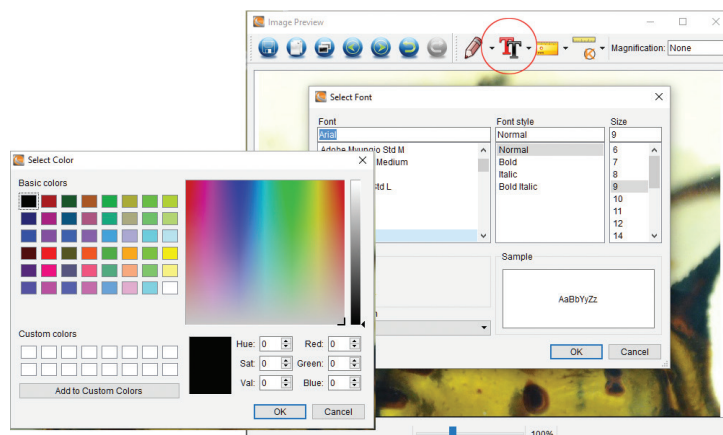 Image Preview
Magnification: None
Select Font
Font
Font style
Size
Arial
Normal
9
Normal
Bold
Italic
Bold Italic
6
7
8
9
10
11
12
14
Medium
Std L
Sample
AaBbYyZz
OK
Cancel
Select Color
Basic colors
Custom colors
Add to Custom Colors
Hue: 0
Red: 0
Sat: 0
Green: 0
Val: 0
Blue: 0
OK
Cancel
100%